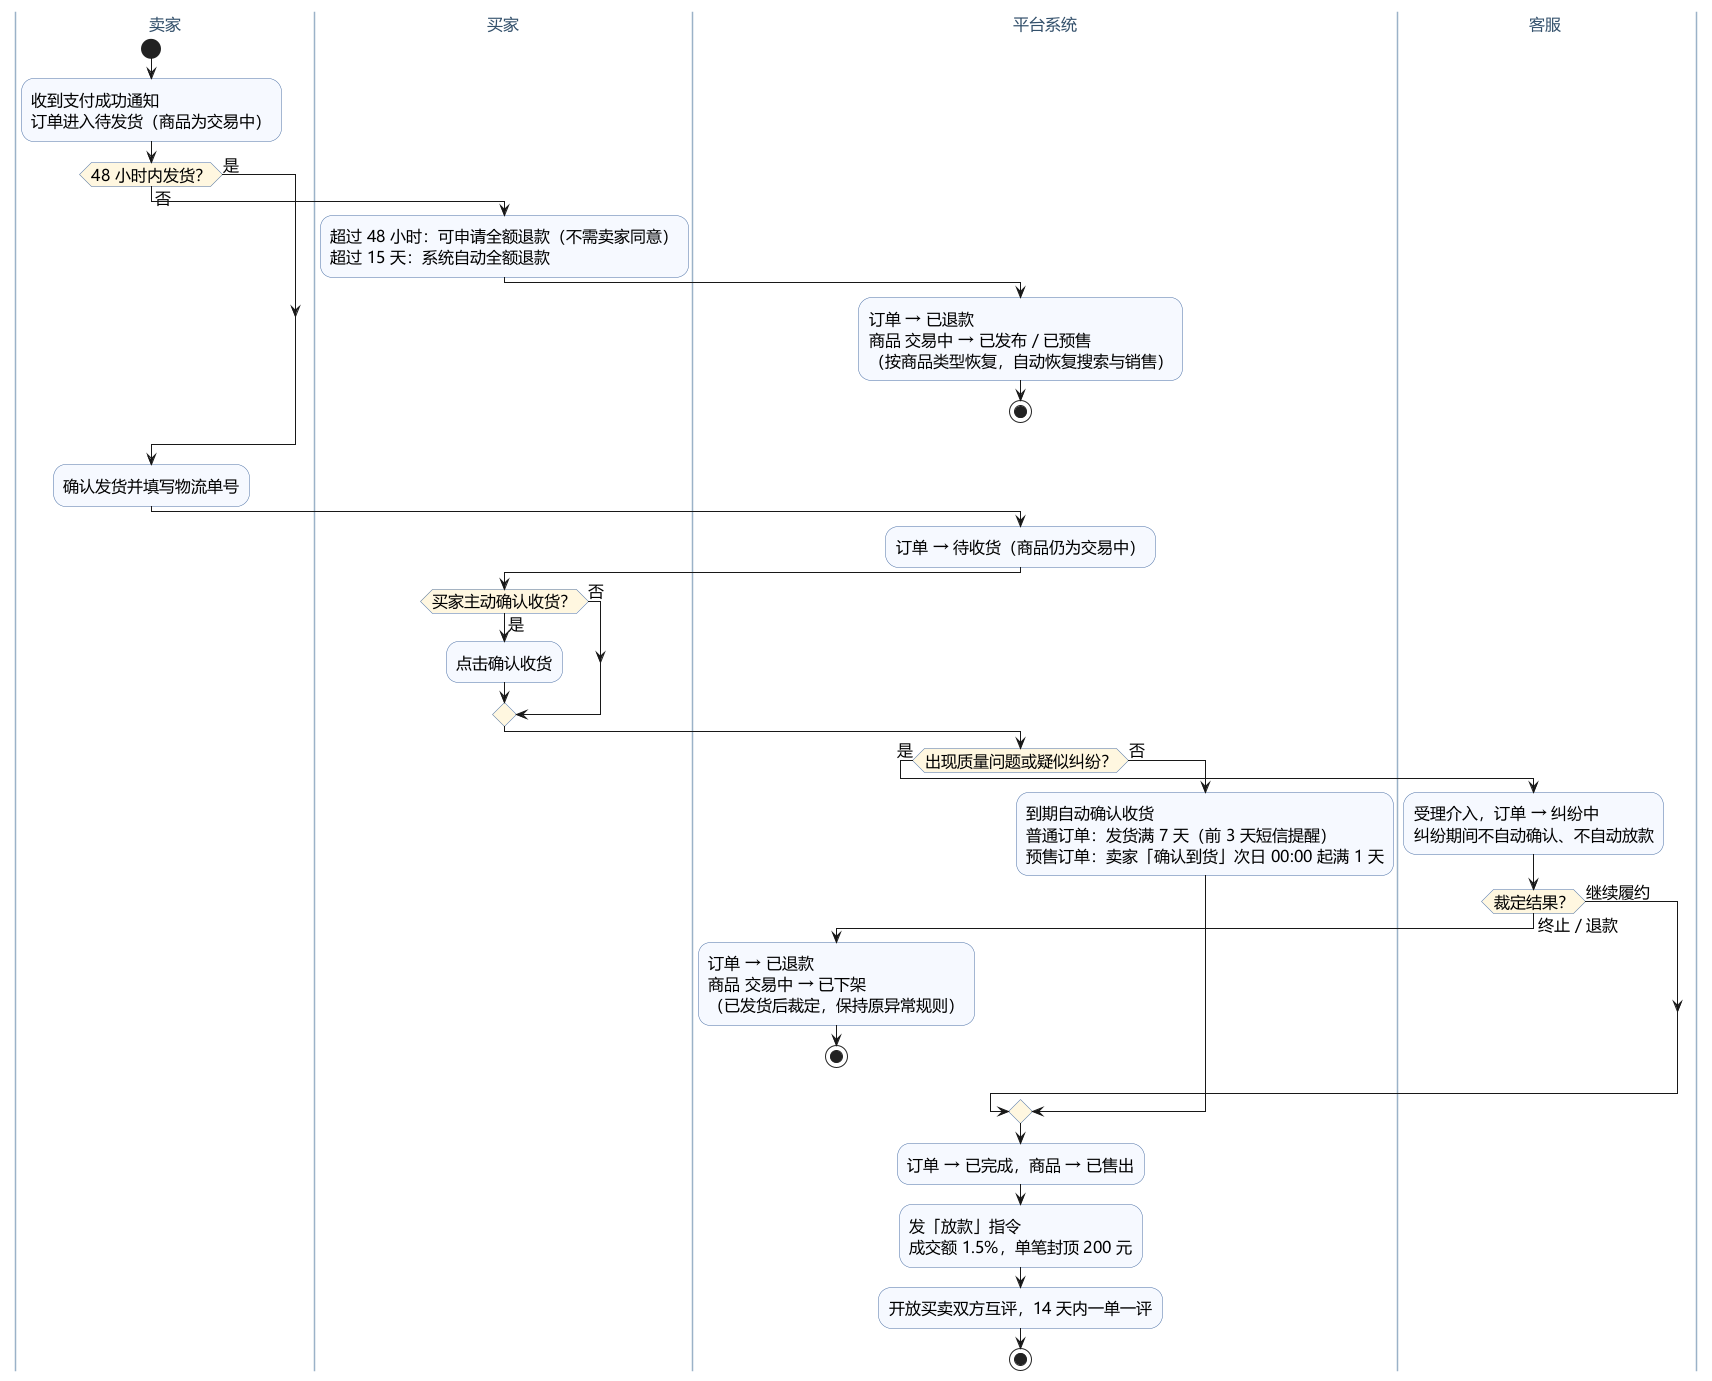 卖家
买家
平台系统
客服
收到支付成功通知
订单进入待发货（商品为交易中）
48 小时内发货？
是
否
超过 48 小时：可申请全额退款（不需卖家同意）
超过 15 天：系统自动全额退款
订单 → 已退款
商品 交易中 → 已发布 / 已预售
（按商品类型恢复，自动恢复搜索与销售）
确认发货并填写物流单号
订单 → 待收货（商品仍为交易中）
买家主动确认收货？
否
是
点击确认收货
是
出现质量问题或疑似纠纷？
否
到期自动确认收货
普通订单：发货满 7 天（前 3 天短信提醒）
预售订单：卖家「确认到货」次日 00:00 起满 1 天
受理介入，订单 → 纠纷中
纠纷期间不自动确认、不自动放款
裁定结果？
继续履约
终止 / 退款
订单 → 已退款
商品 交易中 → 已下架
（已发货后裁定，保持原异常规则）
订单 → 已完成，商品 → 已售出
发「放款」指令
成交额 1.5%，单笔封顶 200 元
开放买卖双方互评，14 天内一单一评